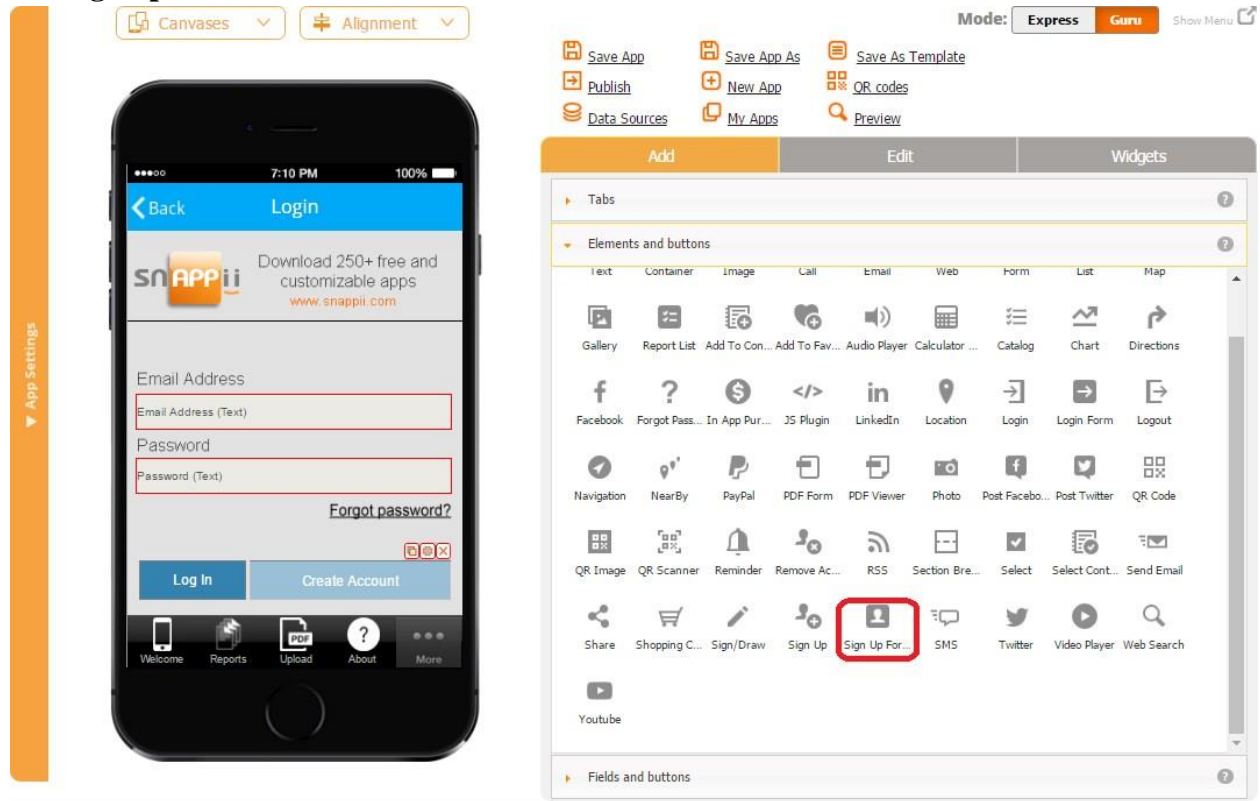 Canvases
Alignment
Mode: Express Guru Show Menu
Save App Save App As Save As Template
Publish New App QR codes
Data Sources My Apps Preview
Add Edit Widgets
Tabs
Elements and buttons
Text Container Image Call Email Web Form List Map
Gallery Report List Add To Con... Add To Fav... Audio Player Calculator ... Catalog Chart Directions
Facebook Forgot Pass... In App Pur... JS Plugin LinkedIn Location Login Login Form Logout
Navigation NearBy PayPal PDF Form PDF Viewer Photo Post Facebo... Post Twitter QR Code
QR Image QR Scanner Reminder Remove Ac... RSS Section Bre... Select Select Cont... Send Email
Share Shopping C... Sign/Draw Sign Up Sign Up For... SMS Twitter Video Player Web Search
Youtube
Fields and buttons
App Settings
7:10 PM 100%
Back Login
snappii
Download 250+ free and
customizable apps
www.snappii.com
Email Address
Email Address (Text)
Password
Password (Text)
Forgot password?
Log In Create Account
PDF
Welcome Reports Upload About More